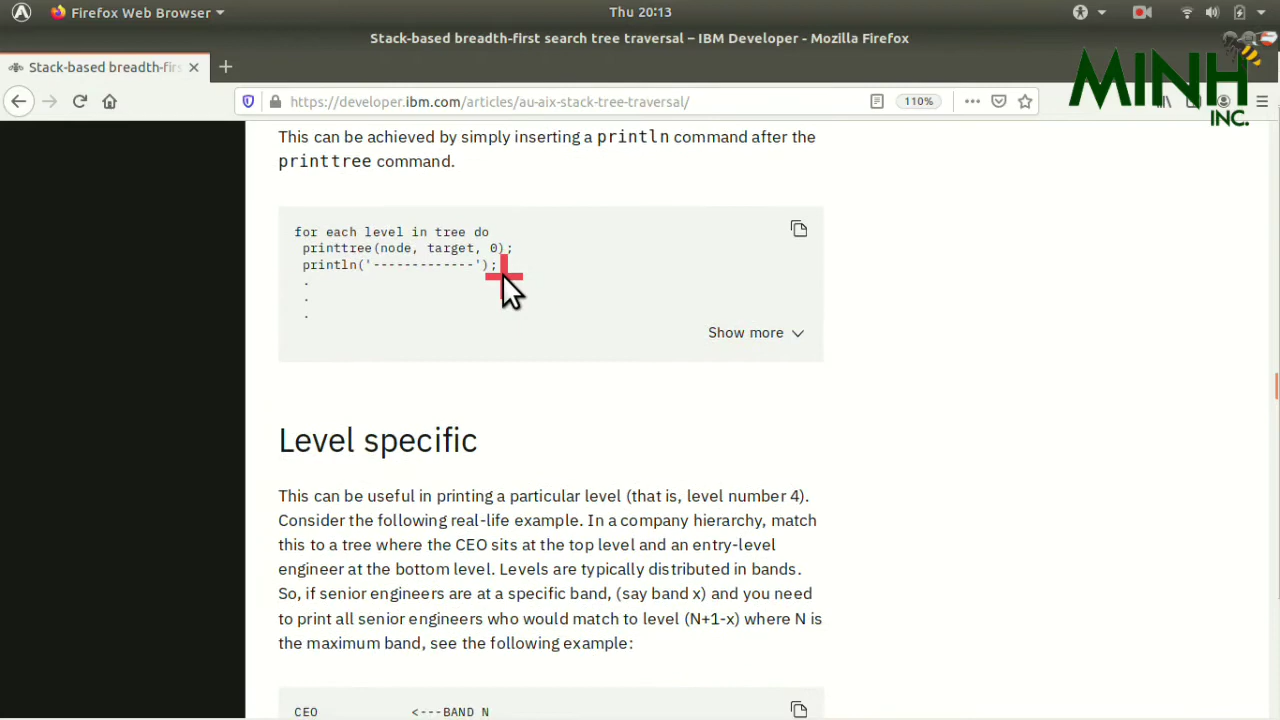 Firefox Web Browser
Thu 20:13
Stack-based breadth-first search tree traversal – IBM Developer - Mozilla Firefox
Stack-based breadth-firs
https://developer.ibm.com/articles/au-aix-stack-tree-traversal/
110%
MINH
INC.
This can be achieved by simply inserting a println command after the
printtree command.
for each level in tree do
printtree(node, target, 0);
println('-------------');
.
.
.
Show more
Level specific
This can be useful in printing a particular level (that is, level number 4).
Consider the following real-life example. In a company hierarchy, match
this to a tree where the CEO sits at the top level and an entry-level
engineer at the bottom level. Levels are typically distributed in bands.
So, if senior engineers are at a specific band, (say band x) and you need
to print all senior engineers who would match to level (N+1-x) where N is
the maximum band, see the following example:
CEO <---BAND N